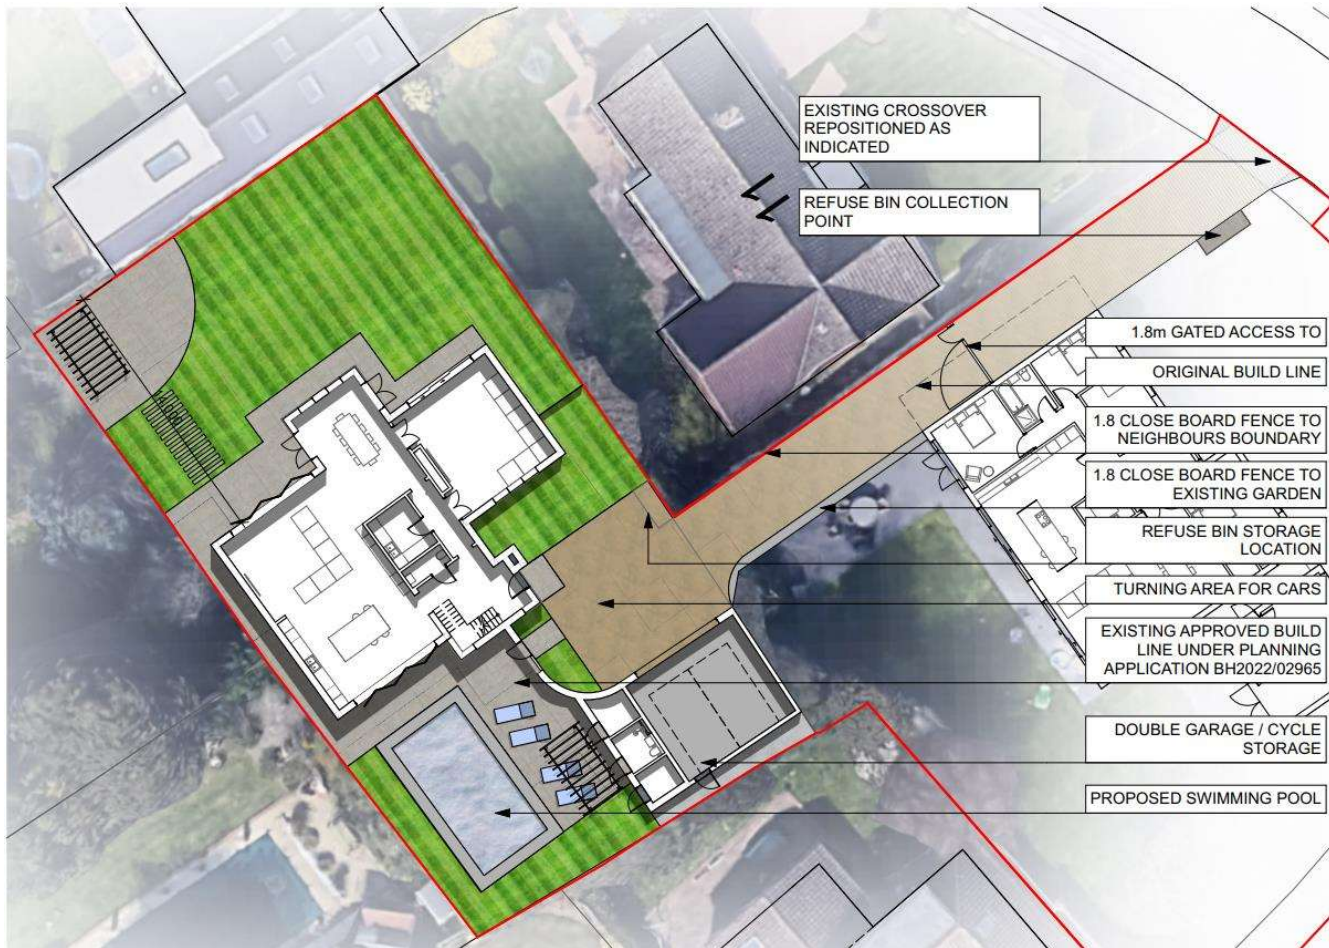 EXISTING CROSSOVER
REPOSITIONED AS
INDICATED
REFUSE BIN COLLECTION
POINT
1.8m GATED ACCESS TO
ORIGINAL BUILD LINE
1.8 CLOSE BOARD FENCE TO
NEIGHBOURS BOUNDARY
1.8 CLOSE BOARD FENCE TO
EXISTING GARDEN
REFUSE BIN STORAGE
LOCATION
TURNING AREA FOR CARS
EXISTING APPROVED BUILD
LINE UNDER PLANNING
APPLICATION BH2022/02965
DOUBLE GARAGE / CYCLE
STORAGE
PROPOSED SWIMMING POOL